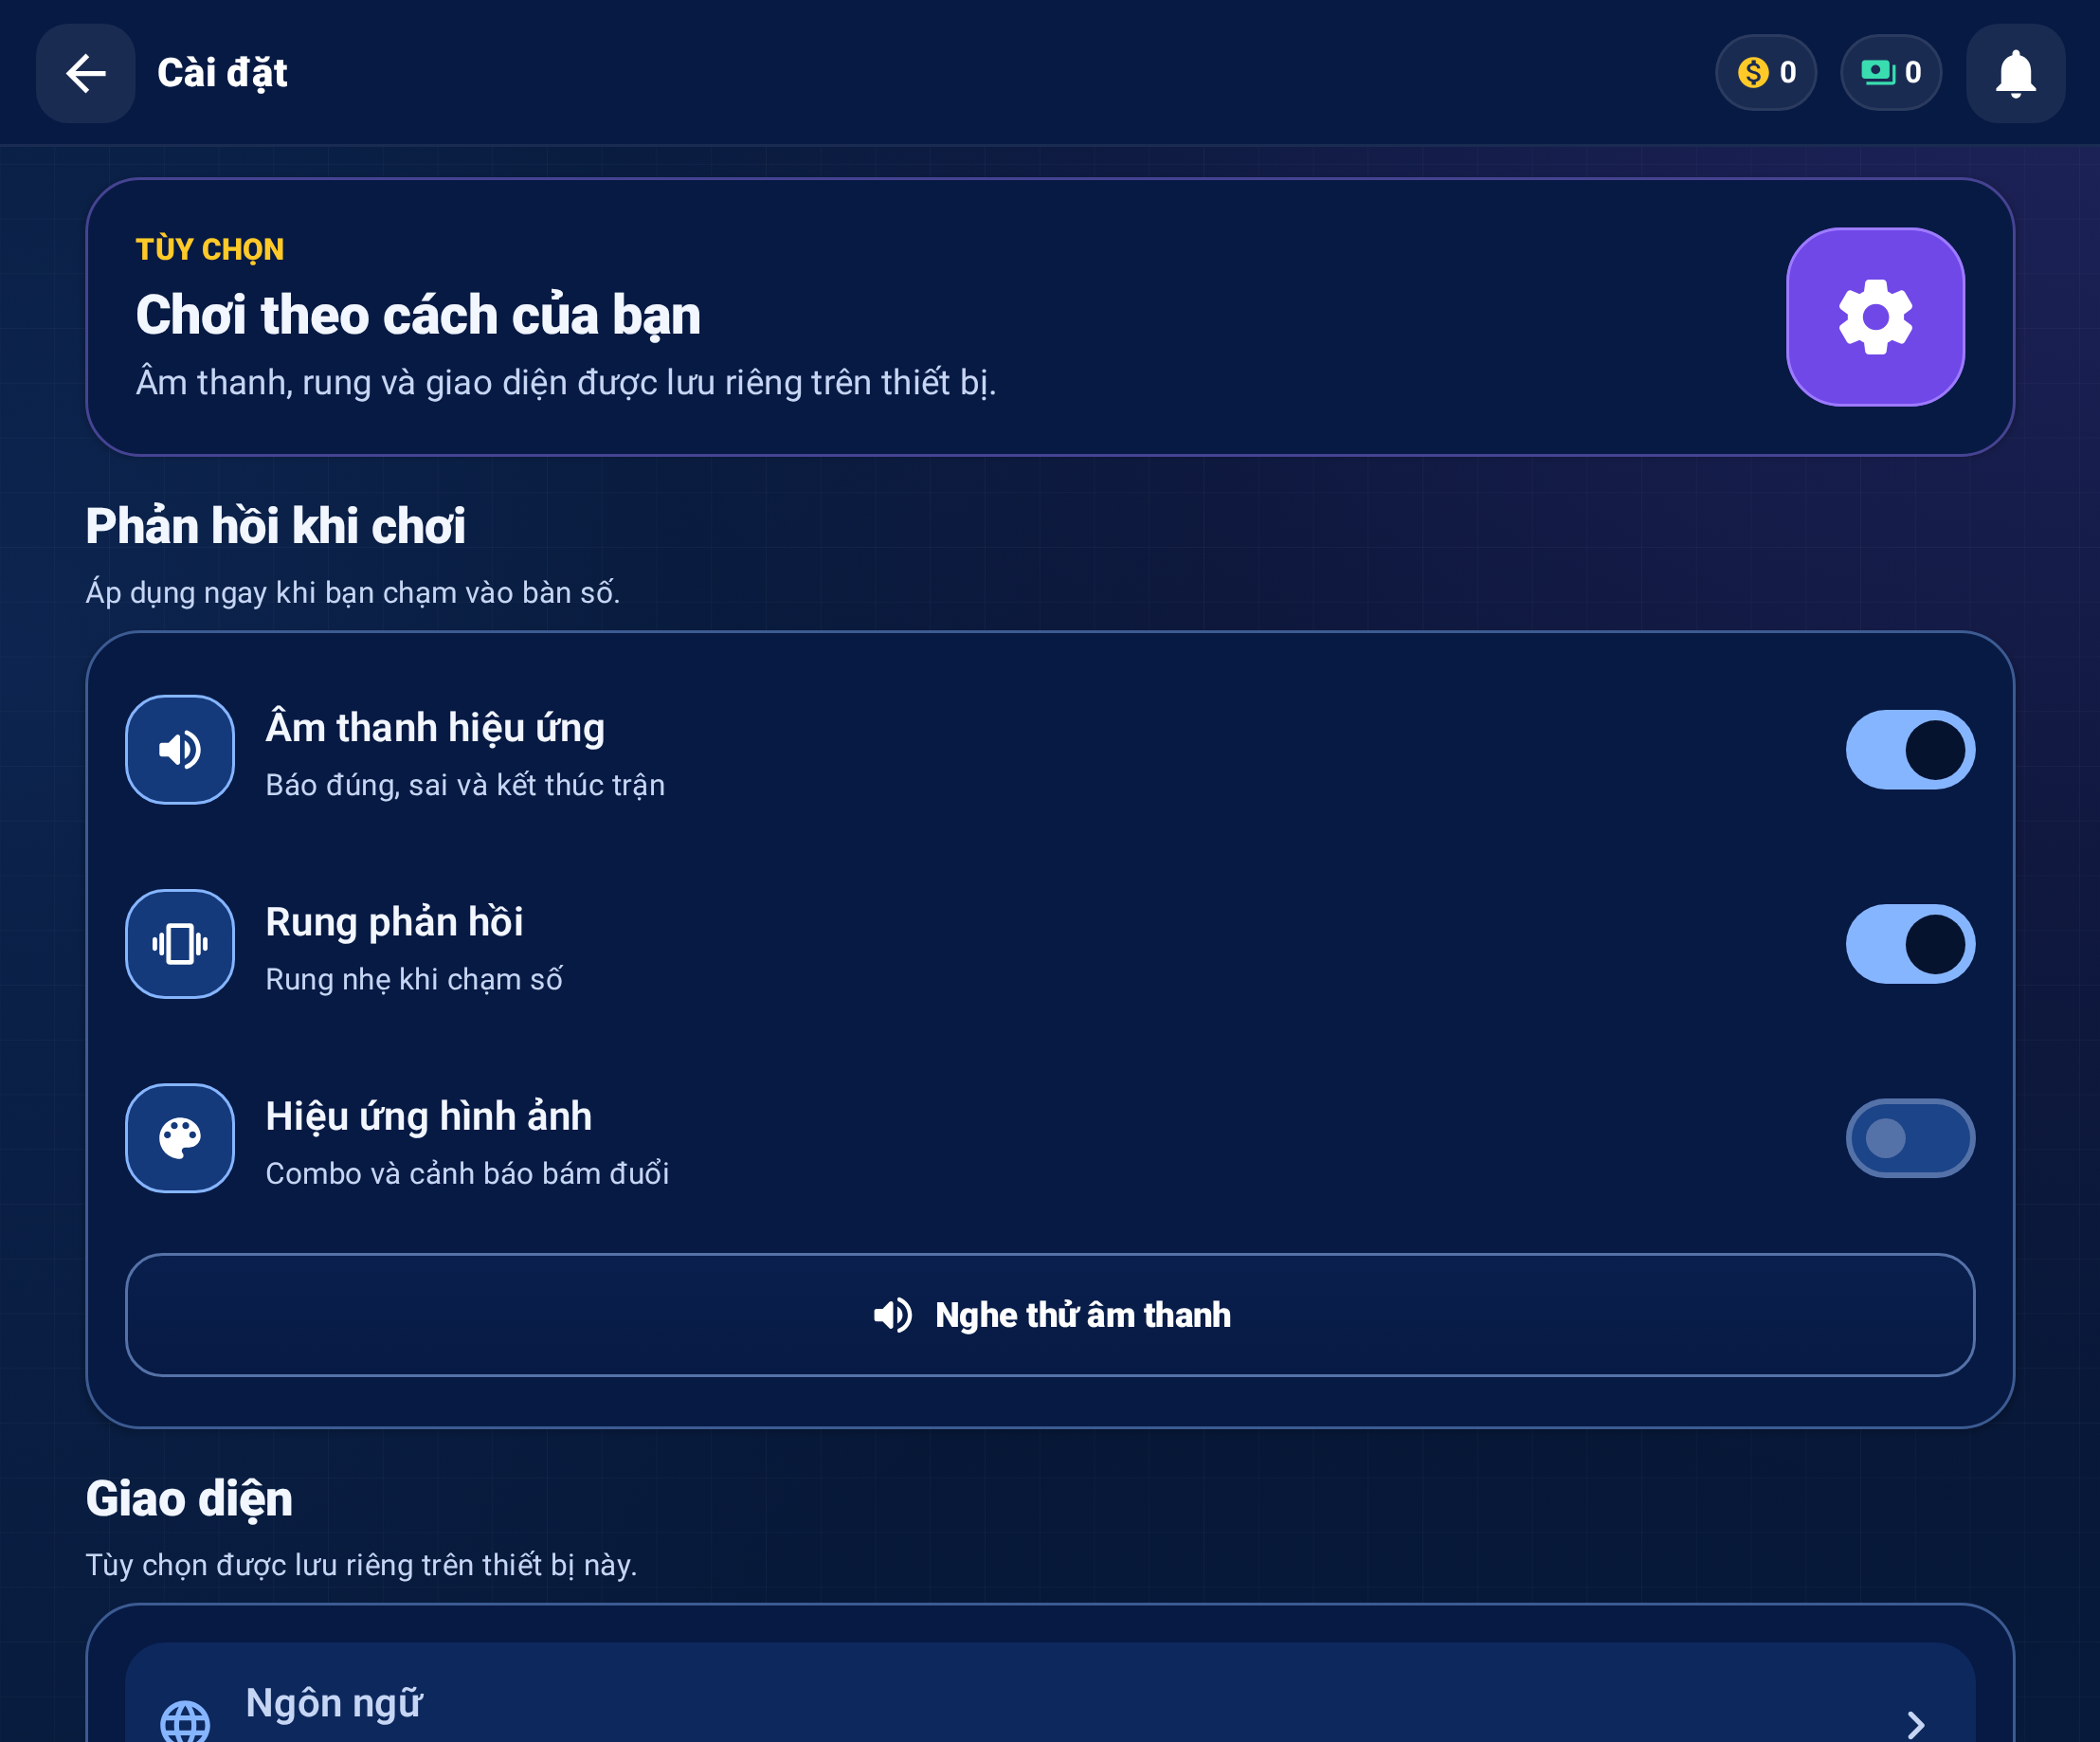 Cài đặt
0
0
TÙY CHỌN
Chơi theo cách của bạn
Âm thanh, rung và giao diện được lưu riêng trên thiết bị.
Phản hồi khi chơi
Áp dụng ngay khi bạn chạm vào bàn số.
Âm thanh hiệu ứng
Báo đúng, sai và kết thúc trận
Rung phản hồi
Rung nhẹ khi chạm số
Hiệu ứng hình ảnh
Combo và cảnh báo bám đuổi
Nghe thử âm thanh
Giao diện
Tùy chọn được lưu riêng trên thiết bị này.
Ngôn ngữ